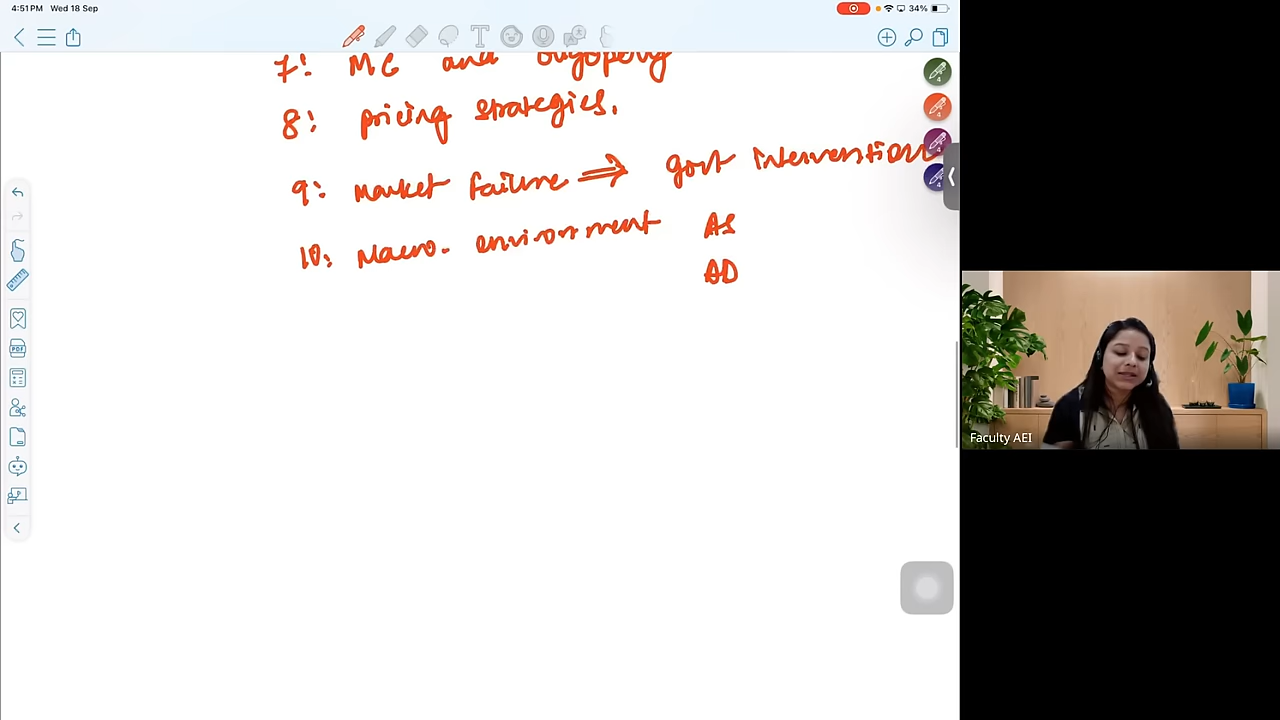 4:51 PM Wed 18 Sep
34%
7: MC and oligopoly
8: pricing strategies.
9: market failure ⇒ govt intervention
10: Macro. environment AS
AD
Faculty AEI